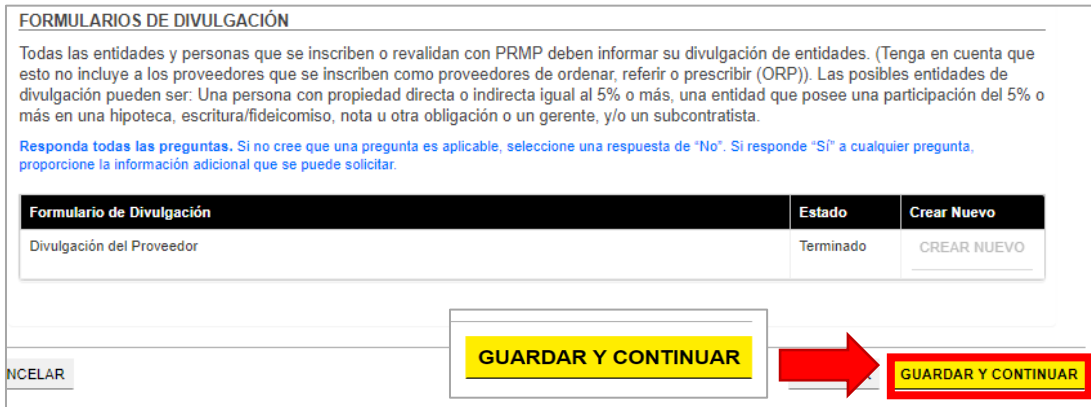 FORMULARIOS DE DIVULGACIÓN
Todas las entidades y personas que se inscriben o revalidan con PRMP deben informar su divulgación de entidades. (Tenga en cuenta que
esto no incluye a los proveedores que se inscriben como proveedores de ordenar, referir o prescribir (ORP)). Las posibles entidades de
divulgación pueden ser: Una persona con propiedad directa o indirecta igual al 5% o más, una entidad que posee una participación del 5% o
más en una hipoteca, escritura/fideicomiso, nota u otra obligación o un gerente, y/o un subcontratista.
Responda todas las preguntas. Si no cree que una pregunta es aplicable, seleccione una respuesta de “No”. Si responde “Sí” a cualquier pregunta,
proporcione la información adicional que se puede solicitar.
Formulario de Divulgación Estado Crear Nuevo
Divulgación del Proveedor Terminado CREAR NUEVO
GUARDAR Y CONTINUAR
NCELAR
GUARDAR Y CONTINUAR